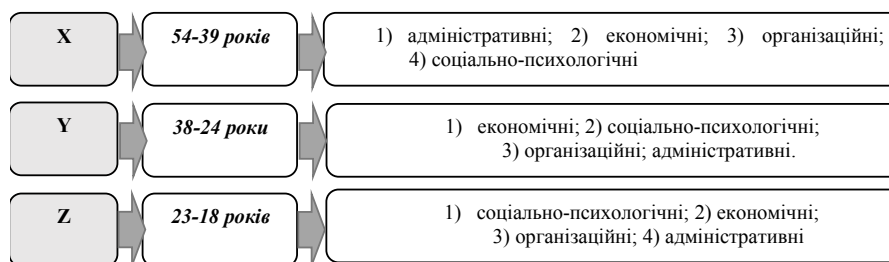 X
54-39 років
1) адміністративні; 2) економічні; 3) організаційні;
4) соціально-психологічні
Y
38-24 роки
1) економічні; 2) соціально-психологічні;
3) організаційні; адміністративні.
Z
23-18 років
1) соціально-психологічні; 2) економічні;
3) організаційні; 4) адміністративні